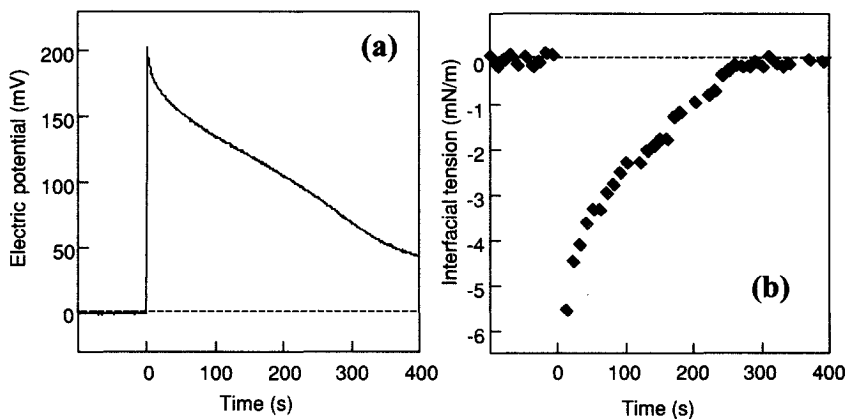 (a)
Electric potential (mV)
200
150
100
50
0
0 100 200 300 400
Time (s)
(b)
Interfacial tension (mN/m)
0
-1
-2
-3
-4
-5
-6
0 100 200 300 400
Time (s)